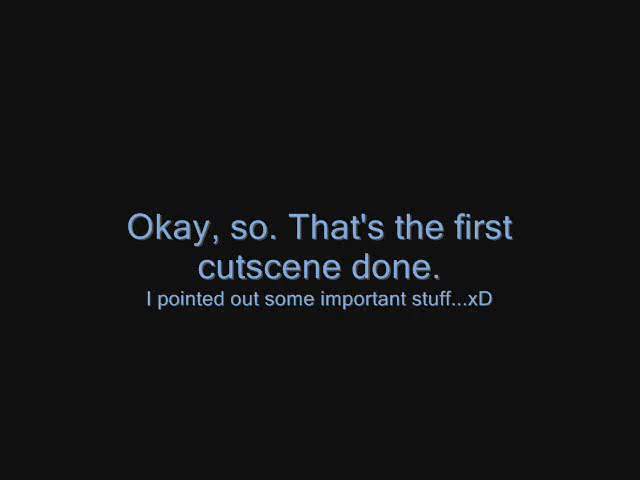 Okay, so. That's the first
cutscene done.
I pointed out some important stuff...xD